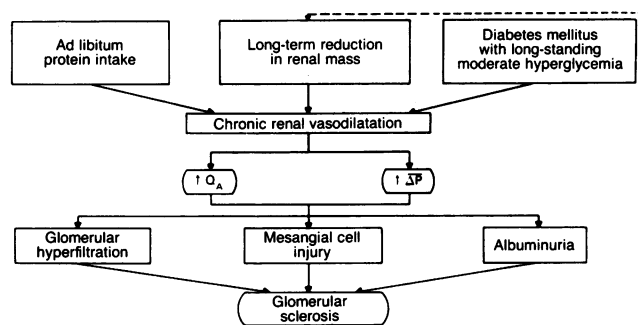 Ad libitum
protein intake
Long-term reduction
in renal mass
Diabetes mellitus
with long-standing
moderate hyperglycemia
Chronic renal vasodilatation
↑ QA
↑ ΔP̅
Glomerular
hyperfiltration
Mesangial cell
injury
Albuminuria
Glomerular
sclerosis